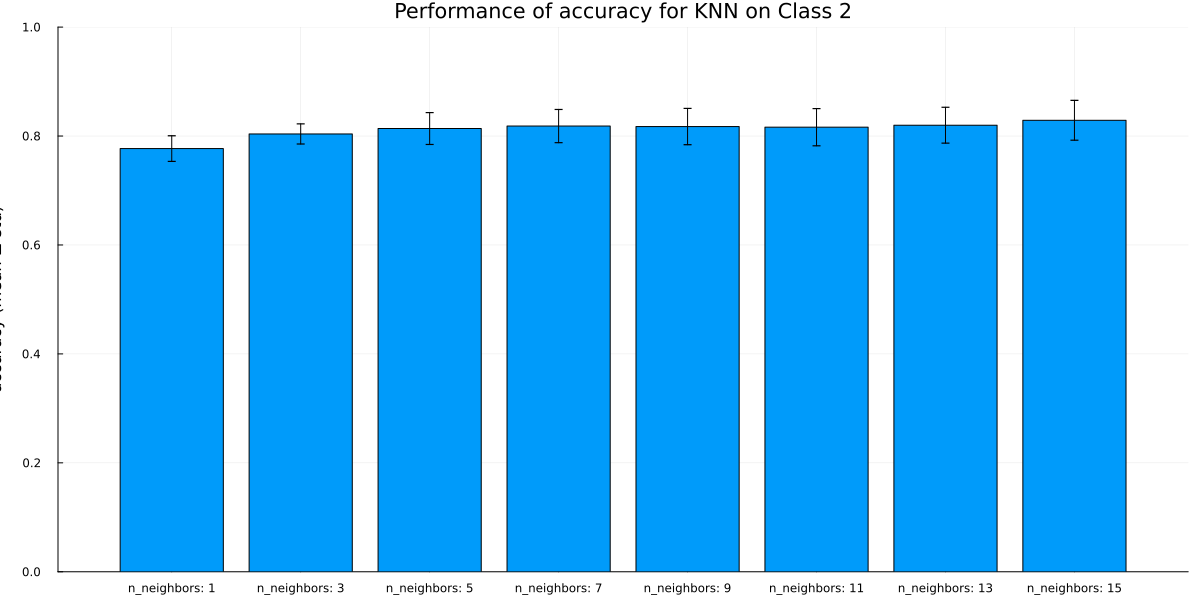 Performance of accuracy for KNN on Class 2
1.0
0.8
0.6
0.4
0.2
0.0
n_neighbors: 1
n_neighbors: 3
n_neighbors: 5
n_neighbors: 7
n_neighbors: 9
n_neighbors: 11
n_neighbors: 13
n_neighbors: 15